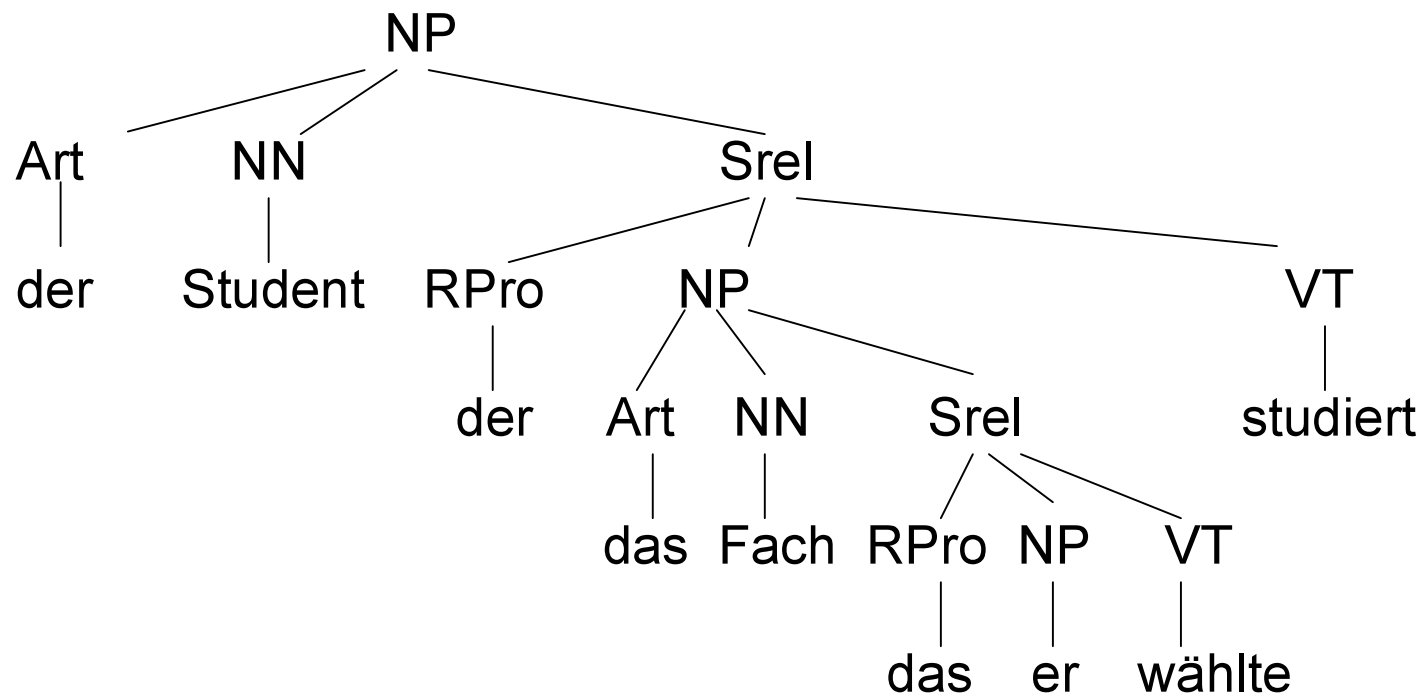 NP
Art NN Srel
der Student RPro NP VT
der Art NN Srel studiert
das Fach RPro NP VT
das er wählte